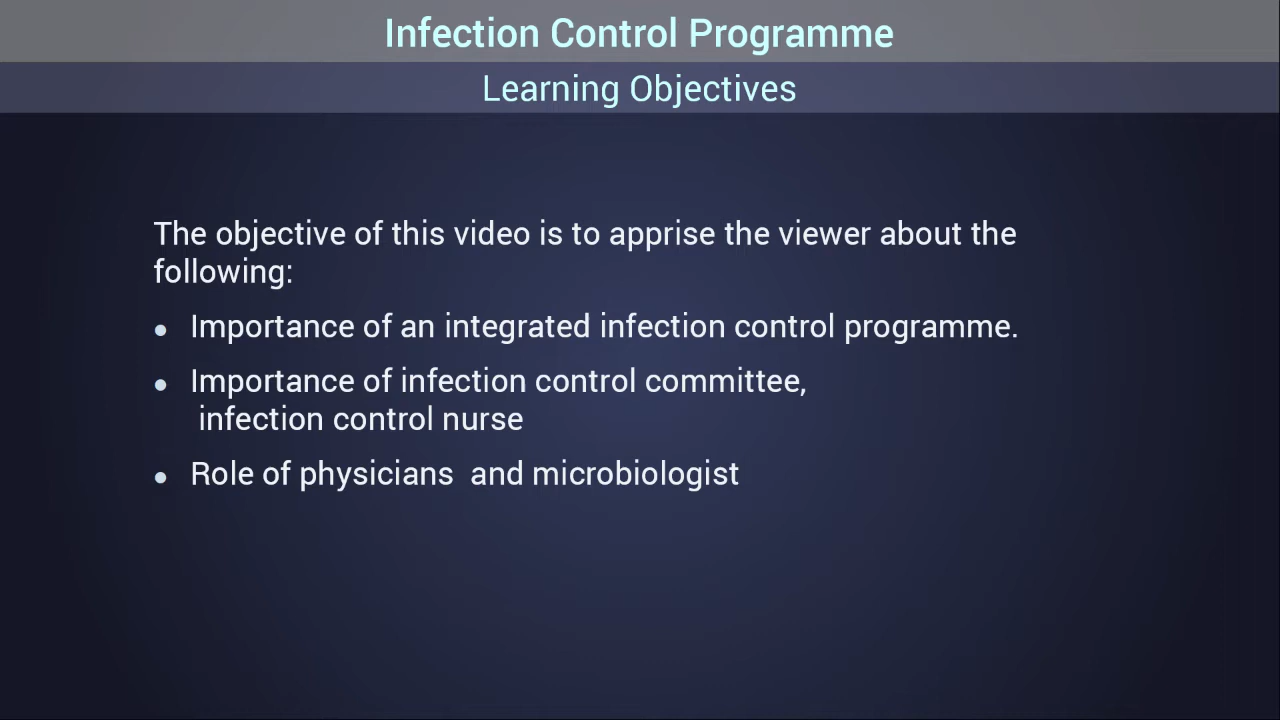 Infection Control Programme
Learning Objectives
The objective of this video is to apprise the viewer about the
following:
● Importance of an integrated infection control programme.
● Importance of infection control committee,
infection control nurse
● Role of physicians  and microbiologist